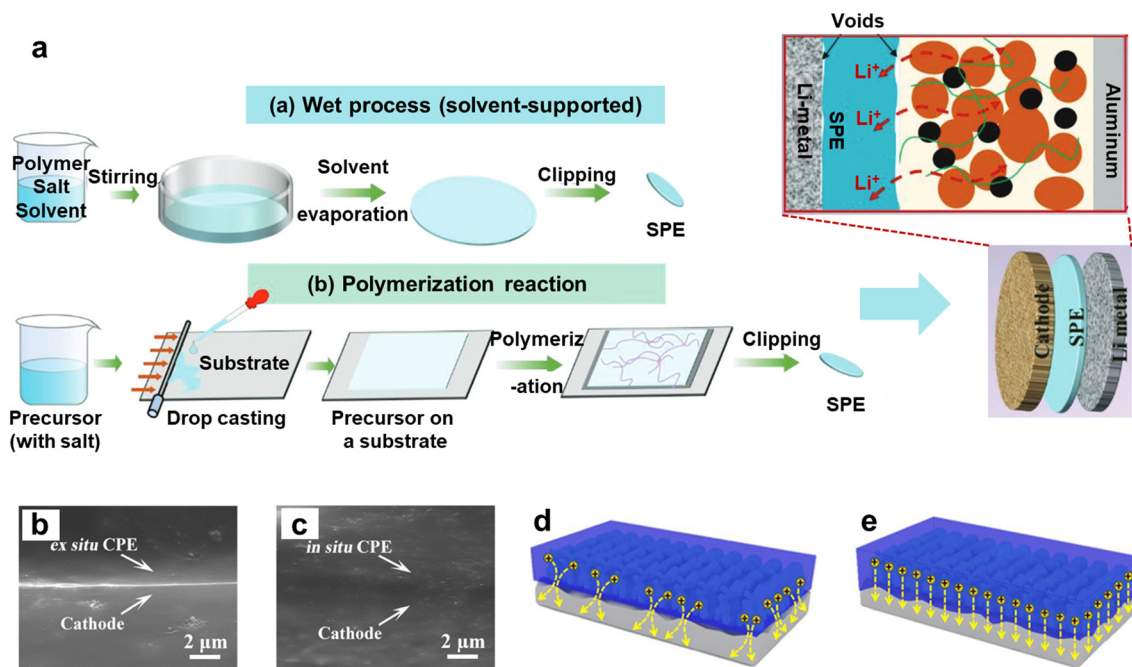 a
(a) Wet process (solvent-supported)
Polymer
Salt
Solvent
Stirring
Solvent
evaporation
Clipping
SPE
(b) Polymerization reaction
Precursor
(with salt)
Substrate
Drop casting
Precursor on
a substrate
Polymeriz
-ation
Clipping
SPE
Voids
Li-metal
SPE
Li⁺
Li⁺
Li⁺
Aluminum
Cathode
SPE
Li metal
b
ex situ CPE
Cathode
2 μm
c
in situ CPE
Cathode
2 μm
d
e